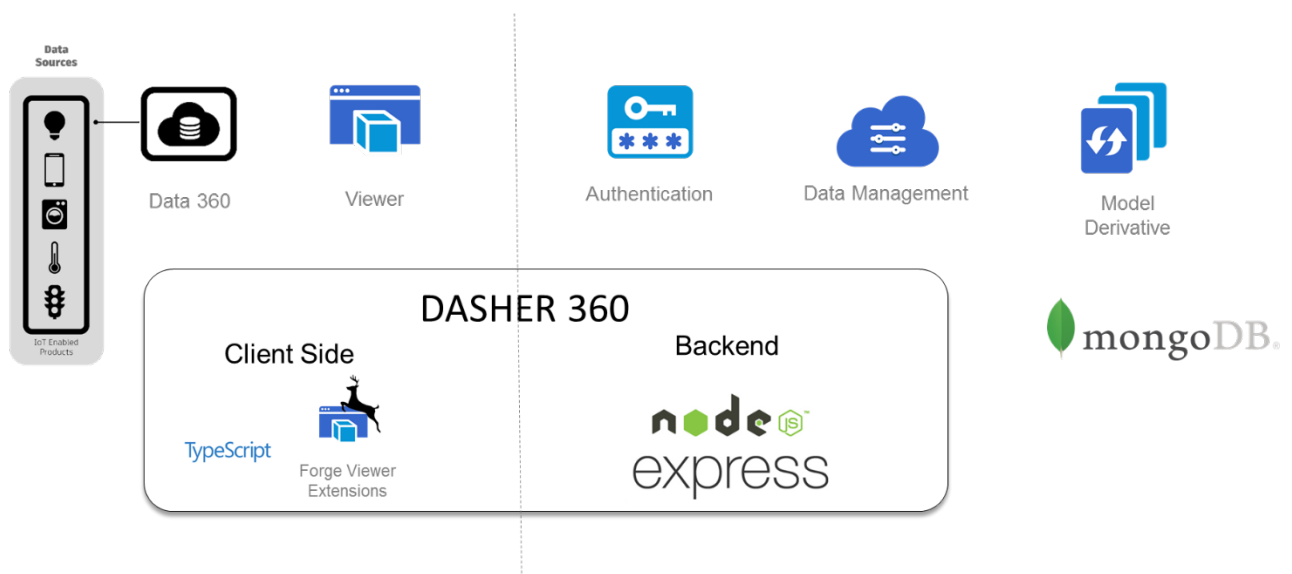 Data
Sources
IoT Enabled
Products
Data 360
Viewer
Authentication
Data Management
Model
Derivative
DASHER 360
Client Side
TypeScript
Forge Viewer
Extensions
Backend
node
JS
™
express
mongoDB®
***